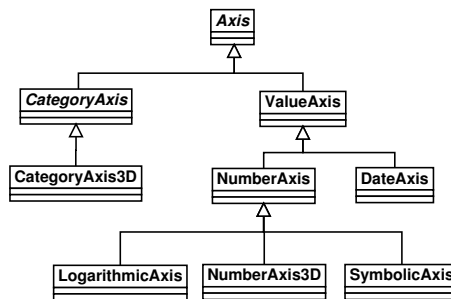 Axis
CategoryAxis
ValueAxis
CategoryAxis3D
NumberAxis
DateAxis
LogarithmicAxis
NumberAxis3D
SymbolicAxis